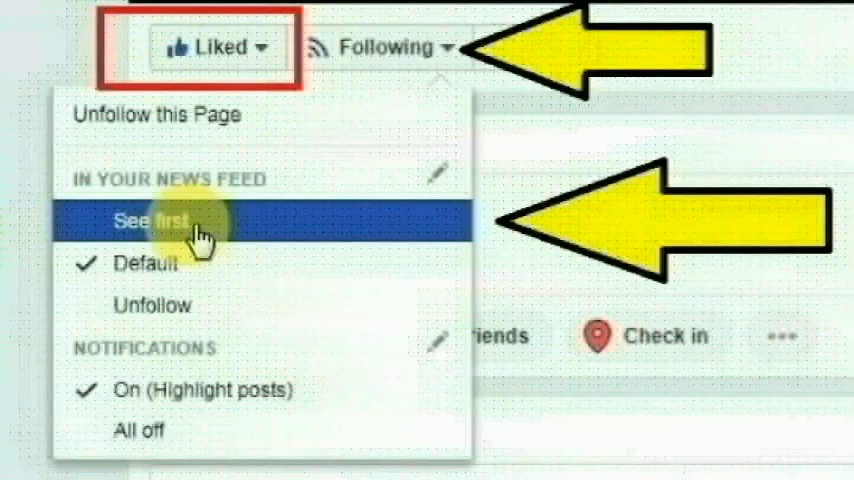 Liked Following
Unfollow this Page
IN YOUR NEWS FEED
See first
Default
Unfollow
riends Check in
NOTIFICATIONS
On (Highlight posts)
All off